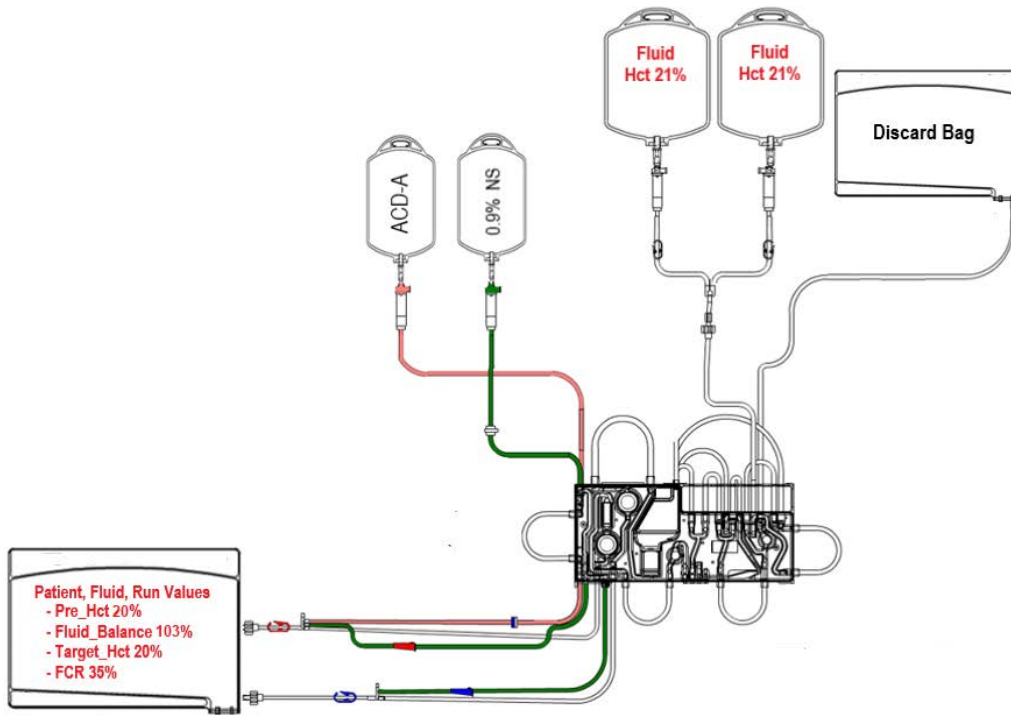 Fluid
Hct 21%
Fluid
Hct 21%
Discard Bag
ACD-A
0.9% NS
Patient, Fluid, Run Values
- Pre_Hct 20%
- Fluid_Balance 103%
- Target_Hct 20%
- FCR 35%